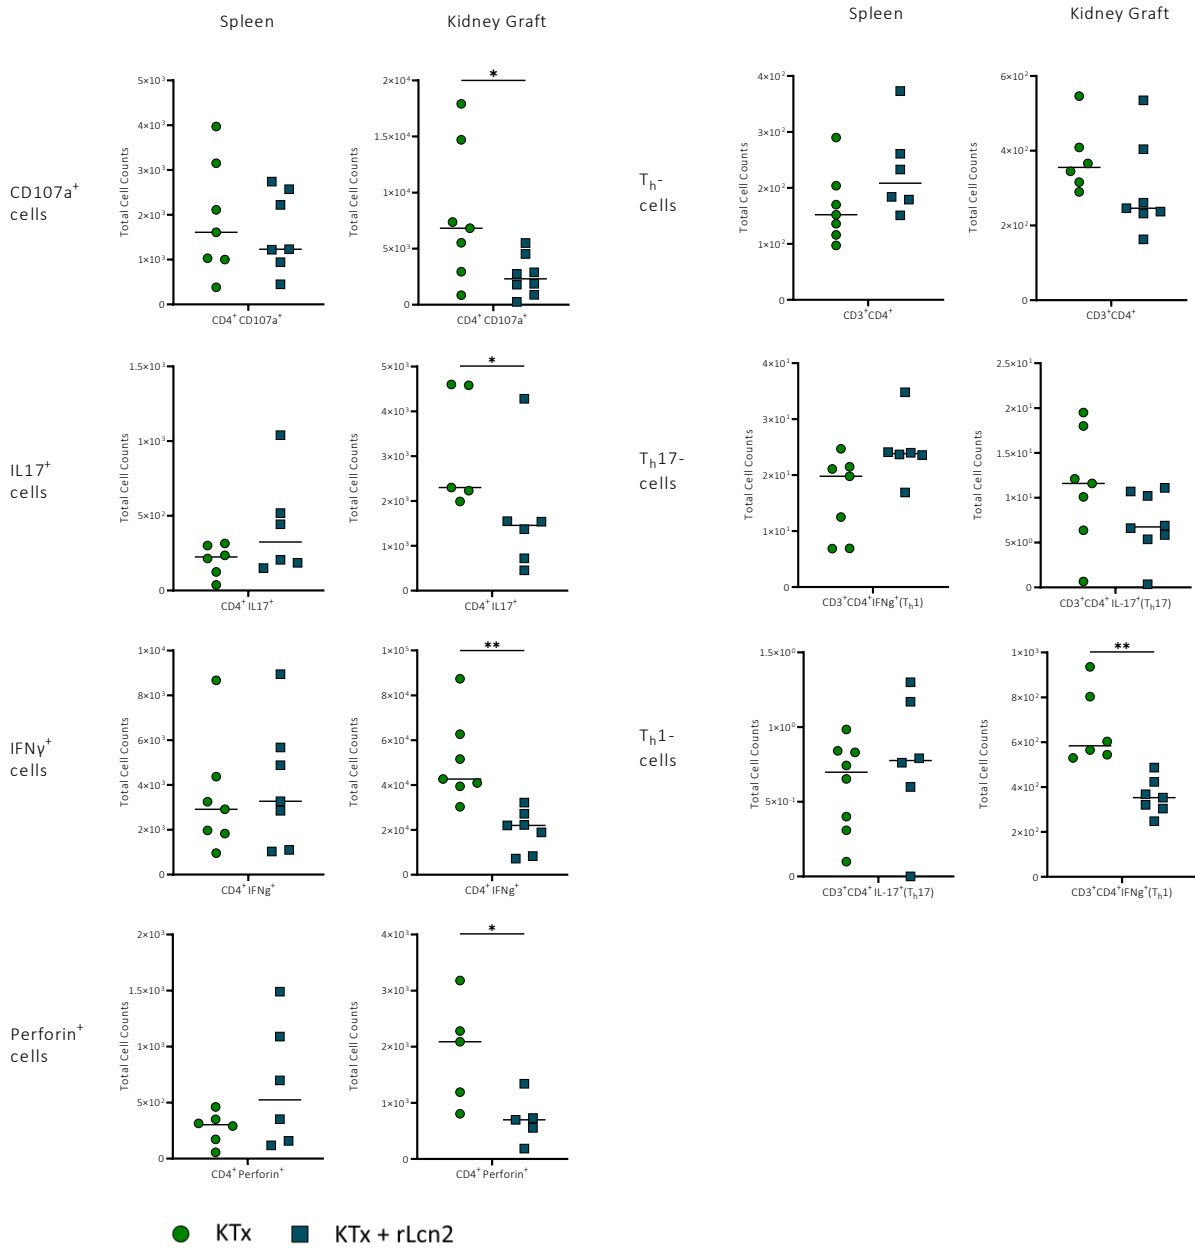 Spleen
Kidney Graft
Spleen
Kidney Graft
CD107a⁺
cells
Total Cell Counts
5×10³
4×10³
3×10³
2×10³
1×10³
0
CD4⁺ CD107a⁺
Total Cell Counts
2×10⁴
1.5×10⁴
1×10⁴
5×10³
0
*
CD4⁺ CD107a⁺
Tₕ-
cells
Total Cell Counts
4×10²
3×10²
2×10²
1×10²
0
CD3⁺CD4⁺
Total Cell Counts
6×10²
4×10²
2×10²
0
CD3⁺CD4⁺
IL17⁺
cells
Total Cell Counts
1.5×10³
1×10³
5×10²
0
CD4⁺ IL17⁺
Total Cell Counts
5×10³
4×10³
3×10³
2×10³
1×10³
0
*
CD4⁺ IL17⁺
Tₕ17-
cells
Total Cell Counts
4×10¹
3×10¹
2×10¹
1×10¹
0
CD3⁺CD4⁺IFNg⁺(Tₕ1)
Total Cell Counts
2.5×10¹
2×10¹
1.5×10¹
1×10¹
5×10⁰
0
CD3⁺CD4⁺ IL-17⁺(Tₕ17)
IFNγ⁺
cells
Total Cell Counts
1×10⁴
8×10³
6×10³
4×10³
2×10³
0
CD4⁺ IFNg⁺
Total Cell Counts
1×10⁵
8×10⁴
6×10⁴
4×10⁴
2×10⁴
0
**
CD4⁺ IFNg⁺
Tₕ1-
cells
Total Cell Counts
1.5×10⁰
1×10⁰
5×10⁻¹
0
CD3⁺CD4⁺ IL-17⁺(Tₕ17)
Total Cell Counts
1×10³
8×10²
6×10²
4×10²
2×10²
0
**
CD3⁺CD4⁺IFNg⁺(Tₕ1)
Perforin⁺
cells
Total Cell Counts
2×10³
1.5×10³
1×10³
5×10²
0
CD4⁺ Perforin⁺
Total Cell Counts
4×10³
3×10³
2×10³
1×10³
0
*
CD4⁺ Perforin⁺
KTx
KTx + rLcn2